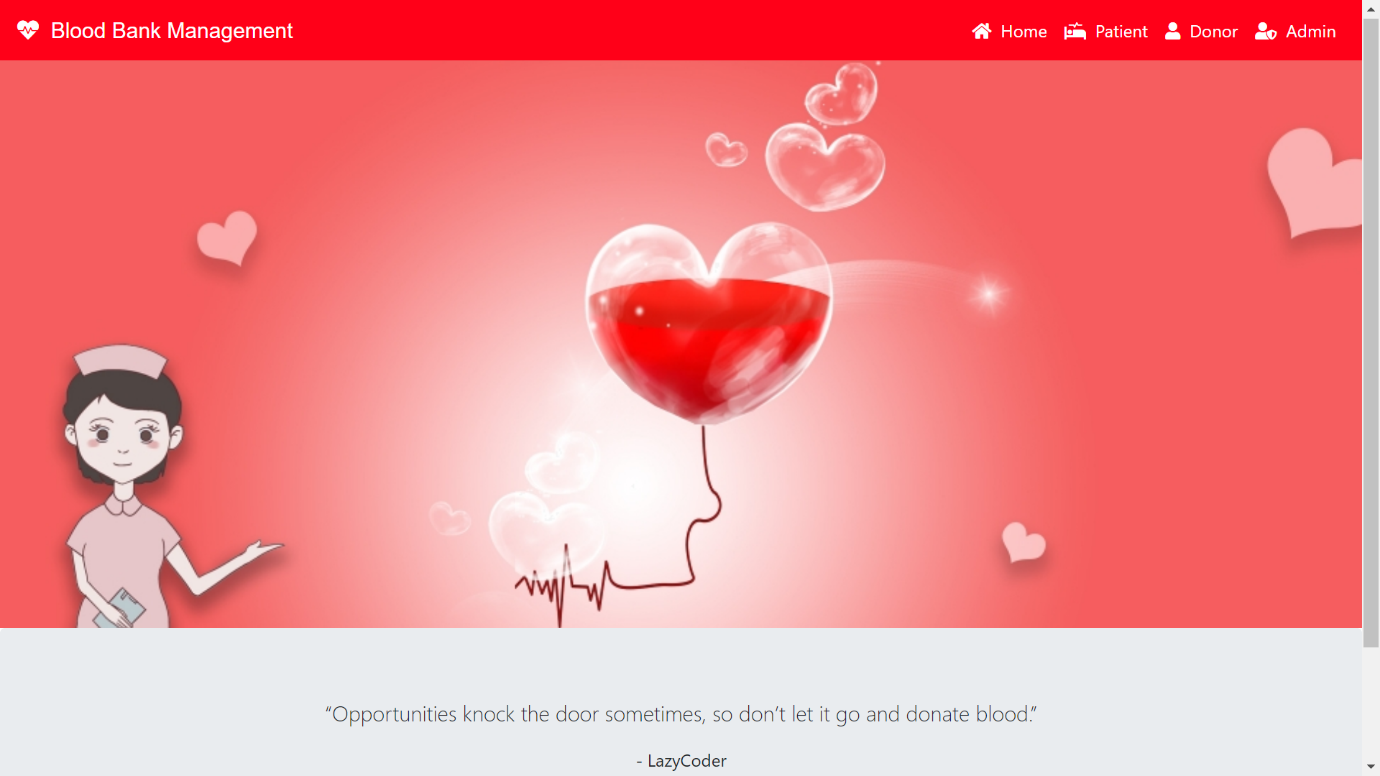 Blood Bank Management
Home Patient Donor Admin
“Opportunities knock the door sometimes, so don’t let it go and donate blood.”
- LazyCoder